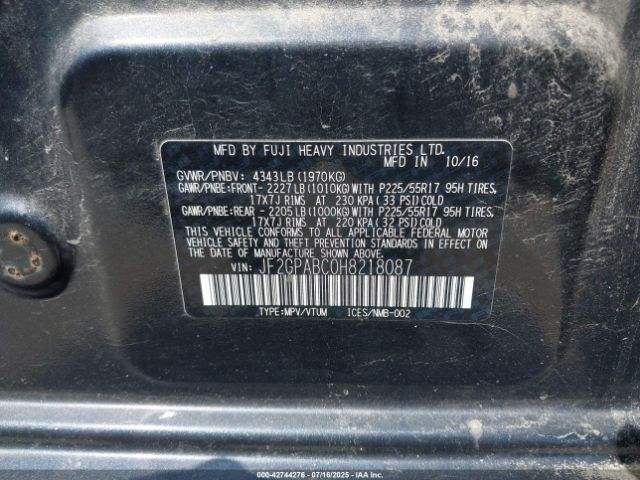 MFD BY FUJI HEAVY INDUSTRIES LTD.
MFD IN 10/16
GVWR/PNBV: 4343LB(1970KG)
GAWR/PNBE:FRONT- 2227LB(1010KG)WITH P225/55R17 95H TIRES,
17X7J RIMS AT 230 KPA(33 PSI)COLD
GAWR/PNBE:REAR - 2205LB(1000KG)WITH P225/55R17 95H TIRES,
17X7J RIMS AT 220 KPA(32 PSI)COLD
THIS VEHICLE CONFORMS TO ALL APPLICABLE FEDERAL MOTOR
VEHICLE SAFETY AND THEFT PREVENTION STANDARDS IN EFFECT
ON THE DATE OF MANUFACTURE SHOWN ABOVE.
VIN: JF2GPABC0H8218087
TYPE:MPV/VTUM ICES/NMB-002
000-42744276 - 07/16/2025 - IAAI.COM